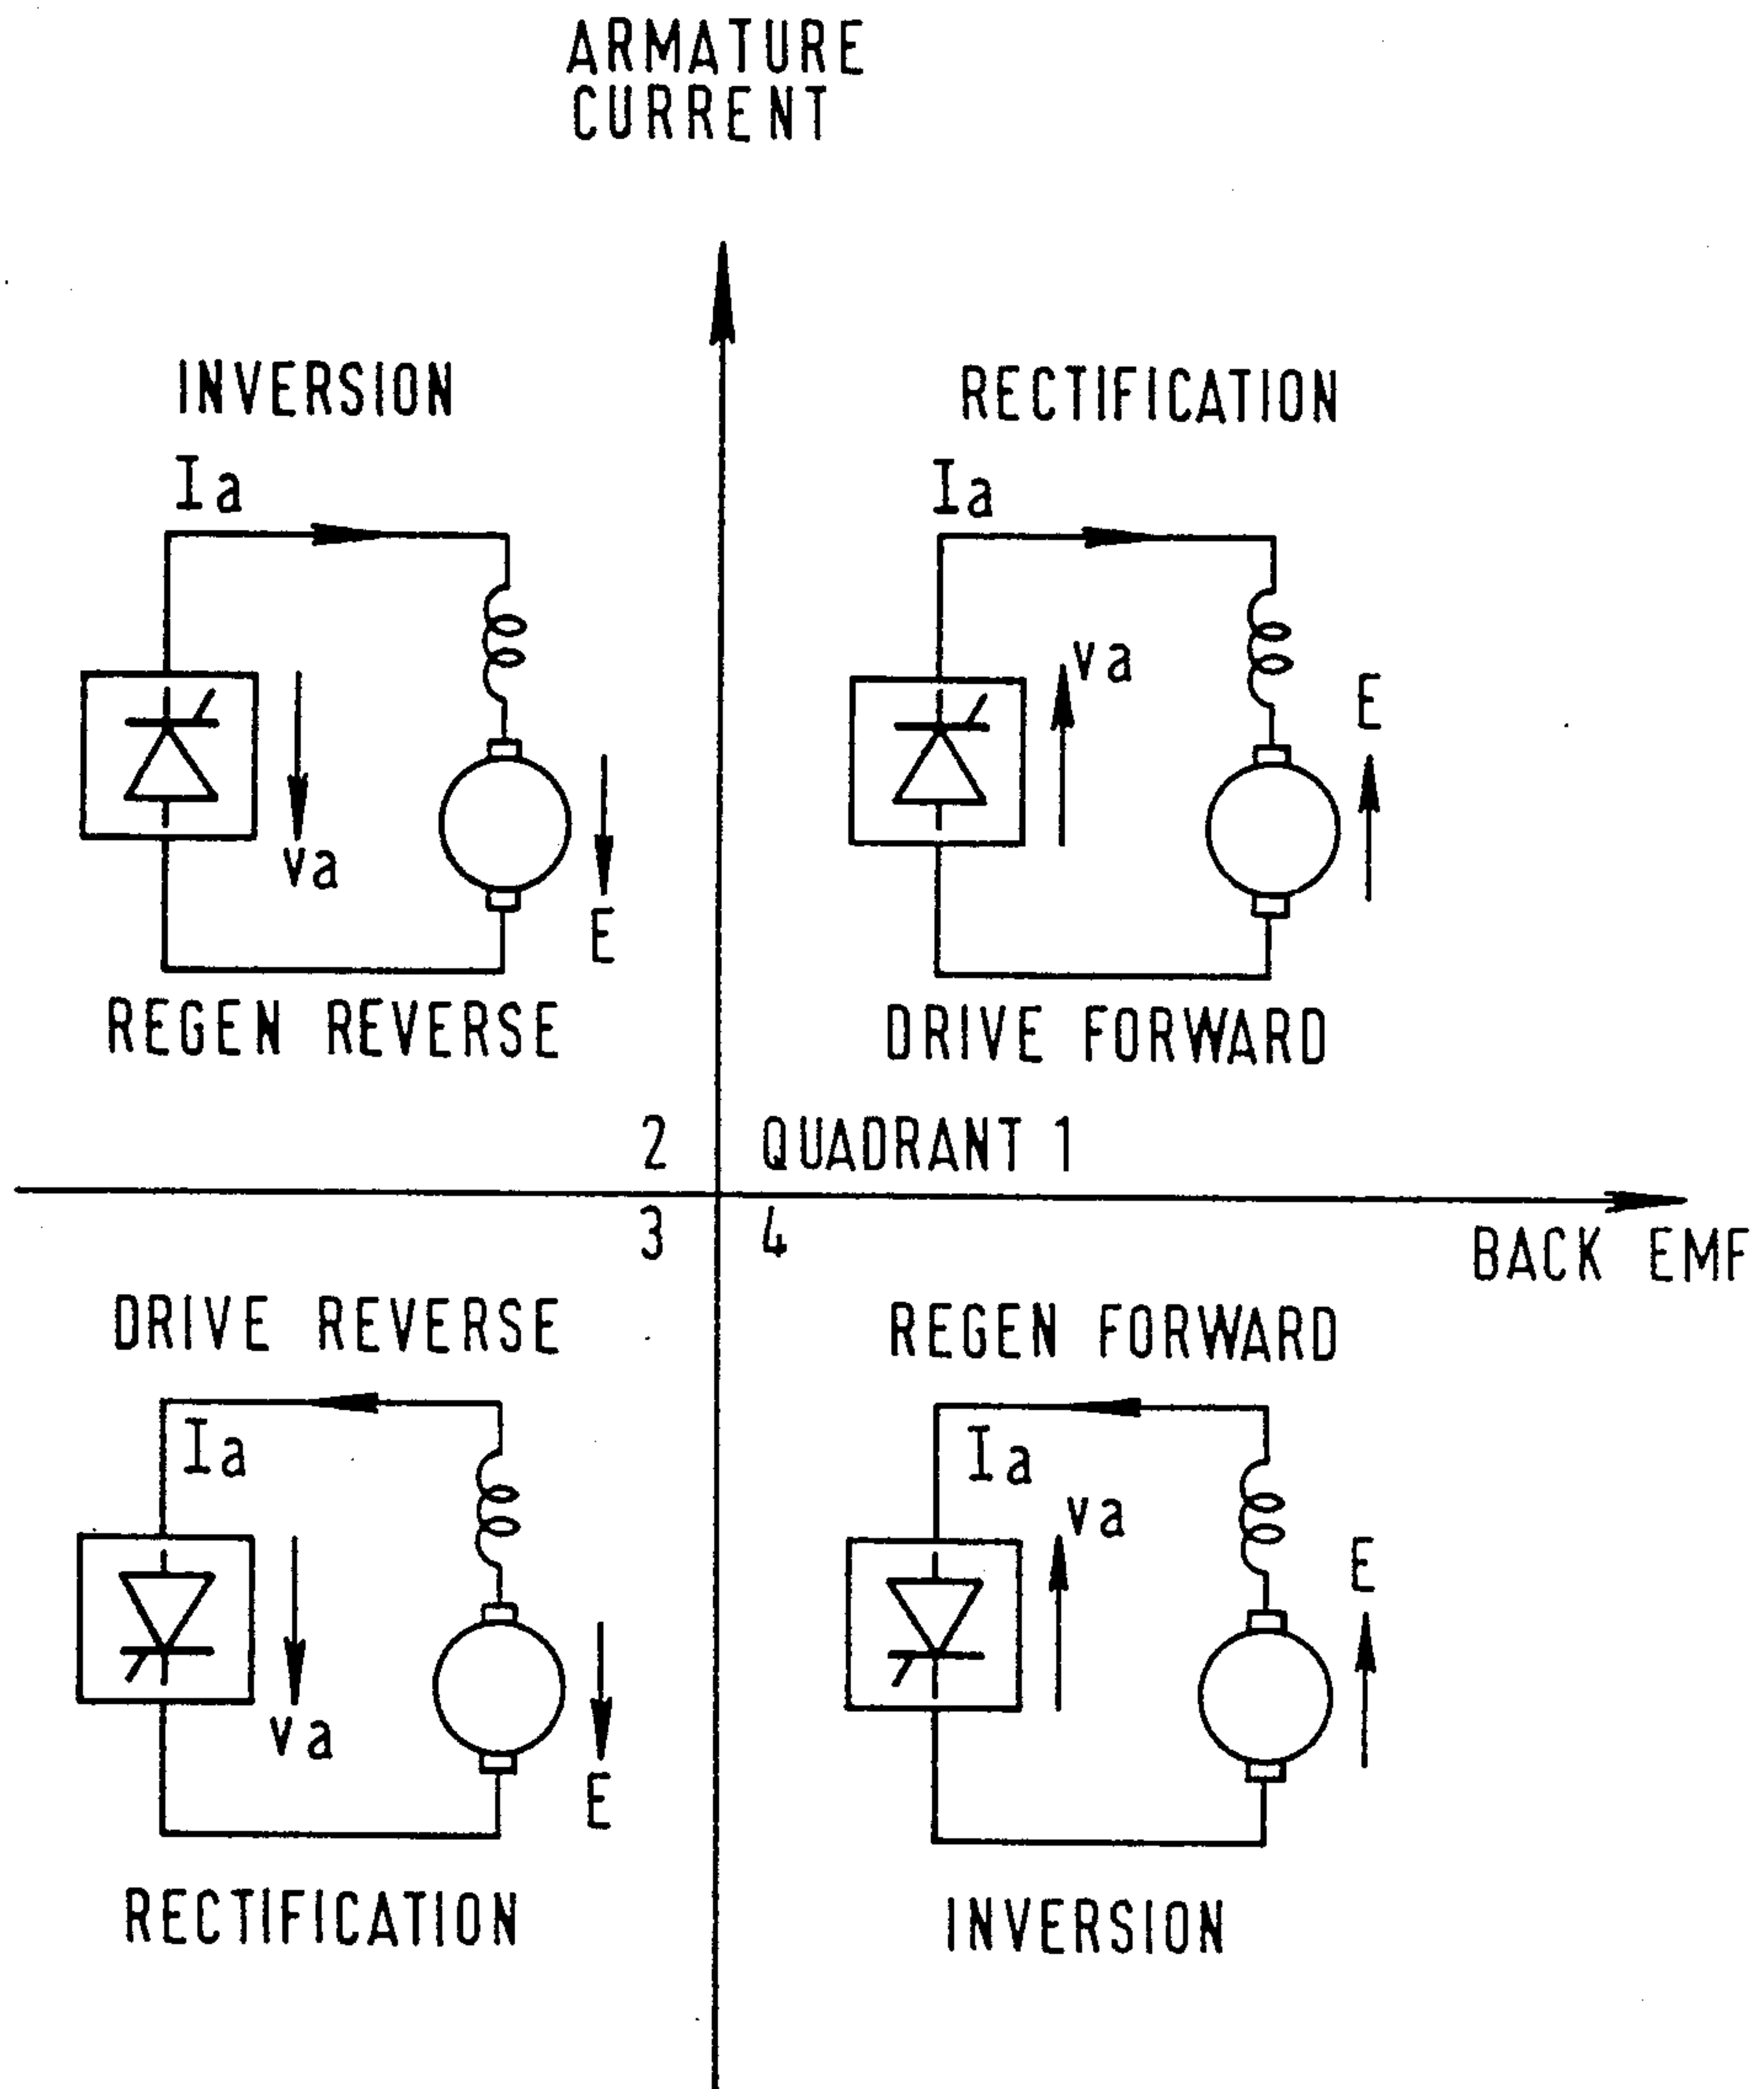 ARMATURE
CURRENT
INVERSION
Ia
va
E
REGEN REVERSE
RECTIFICATION
Ia
va
E
DRIVE FORWARD
2
QUADRANT 1
3
4
BACK EMF
DRIVE REVERSE
Ia
va
E
RECTIFICATION
REGEN FORWARD
Ia
va
E
INVERSION